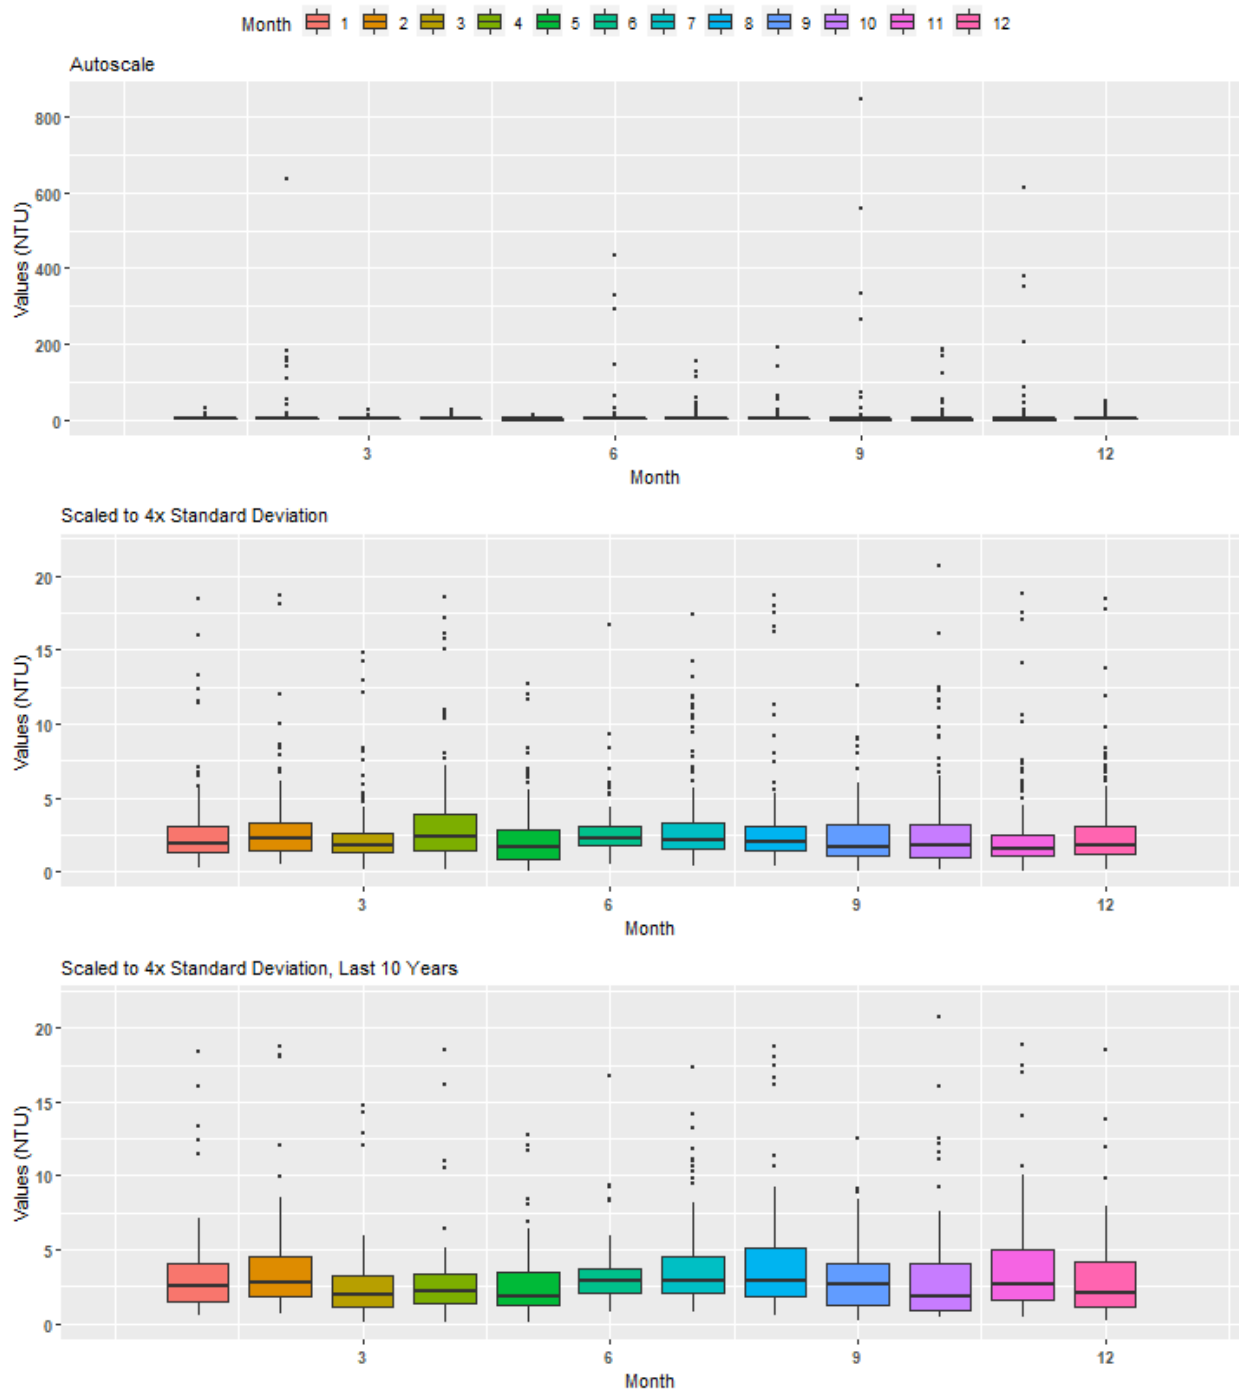 Month 1 2 3 4 5 6 7 8 9 10 11 12
Autoscale
Values (NTU)
800
600
400
200
0
3 6 9 12
Month
Scaled to 4x Standard Deviation
Values (NTU)
20
15
10
5
0
3 6 9 12
Month
Scaled to 4x Standard Deviation, Last 10 Years
Values (NTU)
20
15
10
5
0
3 6 9 12
Month